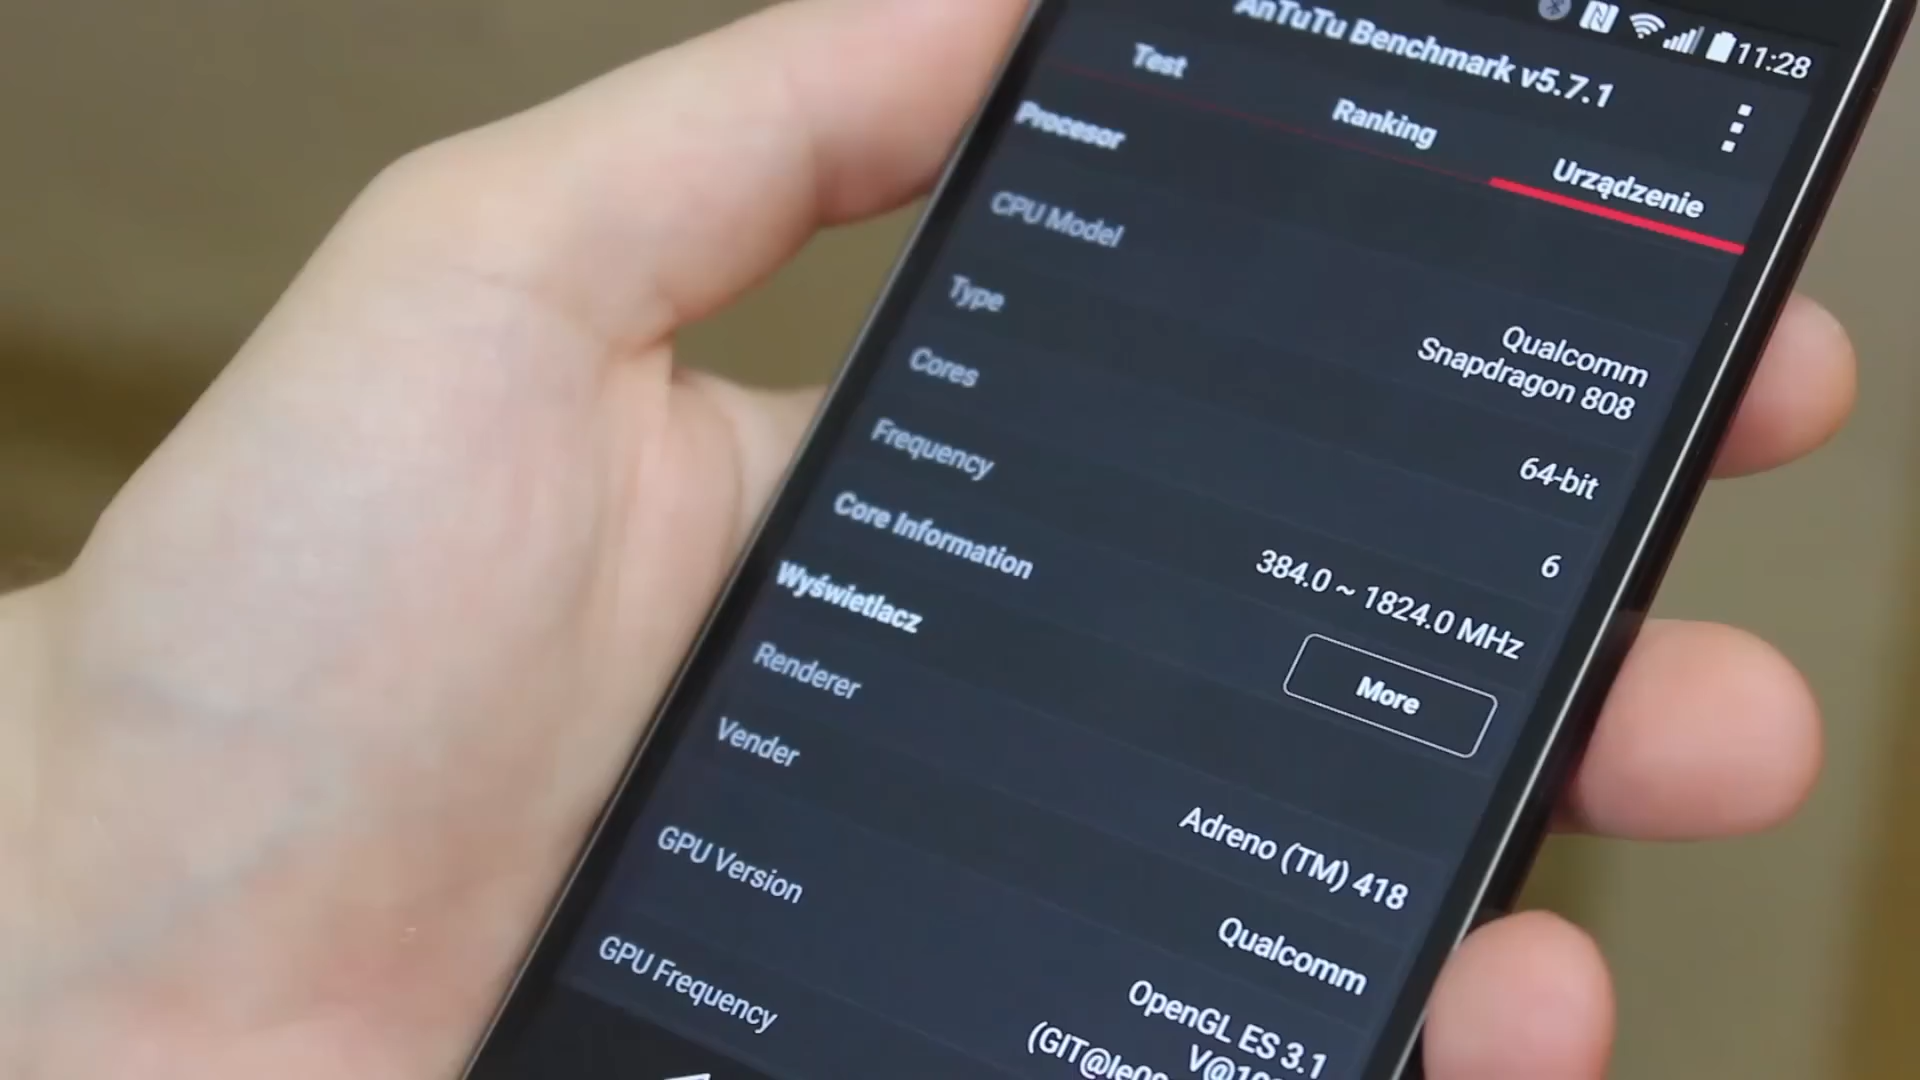 11:28
AnTuTu Benchmark v5.7.1
Test
Ranking
Urządzenie
Procesor
CPU Model
Qualcomm
Snapdragon 808
Type
64-bit
Cores
6
Frequency
384.0 ~ 1824.0 MHz
Core Information
More
Wyświetlacz
Renderer
Adreno (TM) 418
Vender
Qualcomm
GPU Version
OpenGL ES 3.1
GPU Frequency